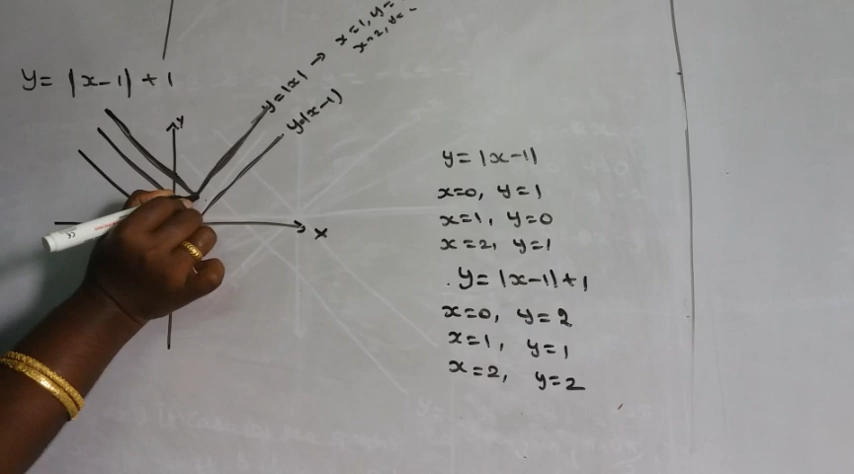 x=1, y=
x=2, y=
y= |x-1| + 1
y=|x| →
y=|x-1)
y
x
y= |x-1|
x=0, y=1
x=1, y=0
x=2, y=1
. y= |x-1|+1
x=0, y=2
x=1, y=1
x=2, y=2